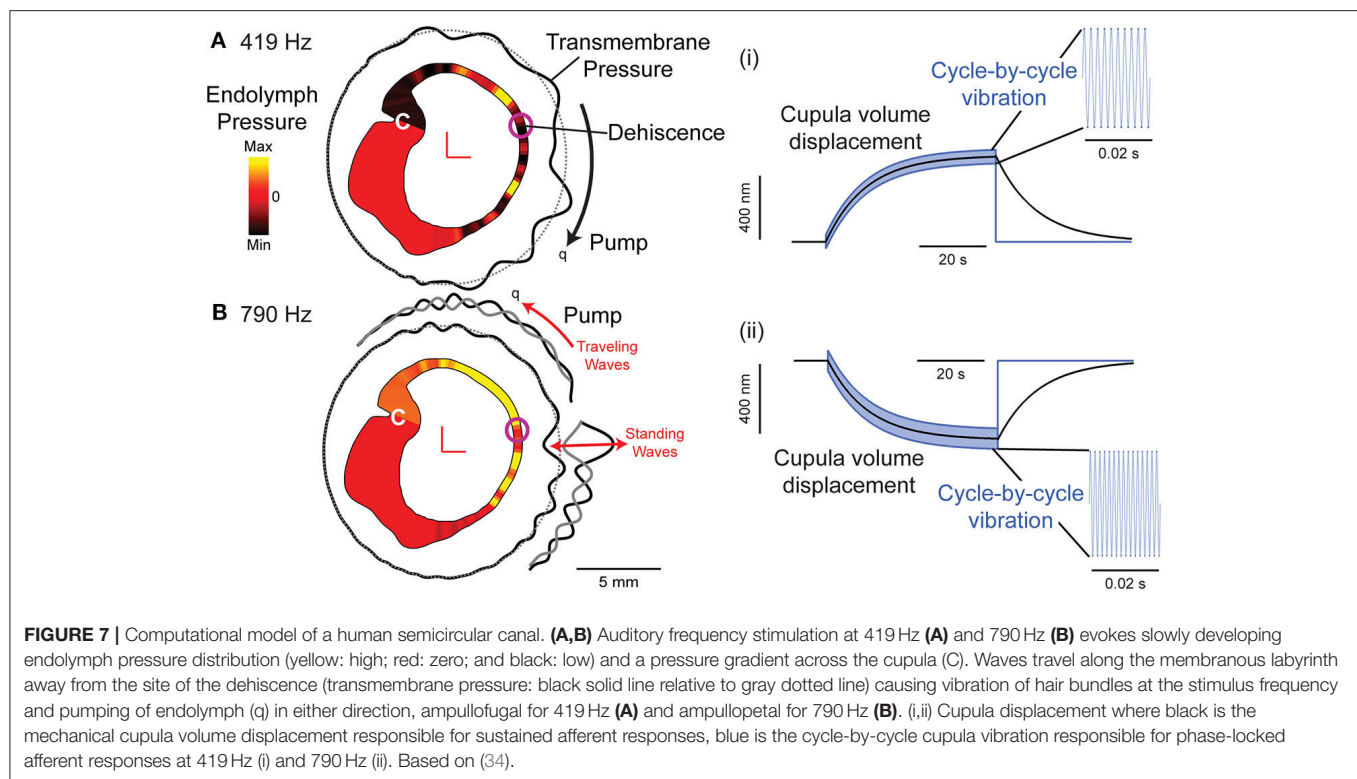 A 419 Hz
Transmembrane
Pressure
Endolymph
Pressure
Max
0
Min
C
Dehiscence
q
Pump
(i)
Cycle-by-cycle
vibration
Cupula volume
displacement
0.02 s
400 nm
20 s
B 790 Hz
q
Pump
Traveling
Waves
C
Standing
Waves
5 mm
(ii)
20 s
400 nm
Cupula volume
displacement
Cycle-by-cycle
vibration
0.02 s
FIGURE 7 | Computational model of a human semicircular canal. (A,B) Auditory frequency stimulation at 419 Hz (A) and 790 Hz (B) evokes slowly developing
endolymph pressure distribution (yellow: high; red: zero; and black: low) and a pressure gradient across the cupula (C). Waves travel along the membranous labyrinth
away from the site of the dehiscence (transmembrane pressure: black solid line relative to gray dotted line) causing vibration of hair bundles at the stimulus frequency
and pumping of endolymph (q) in either direction, ampullofugal for 419 Hz (A) and ampullopetal for 790 Hz (B). (i,ii) Cupula displacement where black is the
mechanical cupula volume displacement responsible for sustained afferent responses, blue is the cycle-by-cycle cupula vibration responsible for phase-locked
afferent responses at 419 Hz (i) and 790 Hz (ii). Based on (34).